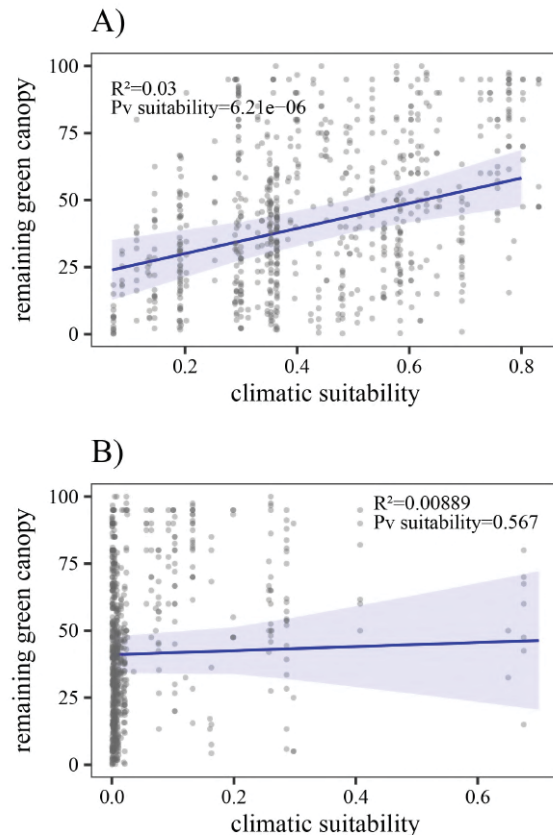 A)
R²=0.03
Pv suitability=6.21e−06
remaining green canopy
100
75
50
25
0
0.2 0.4 0.6 0.8
climatic suitability
B)
R²=0.00889
Pv suitability=0.567
remaining green canopy
100
75
50
25
0
0.0 0.2 0.4 0.6
climatic suitability